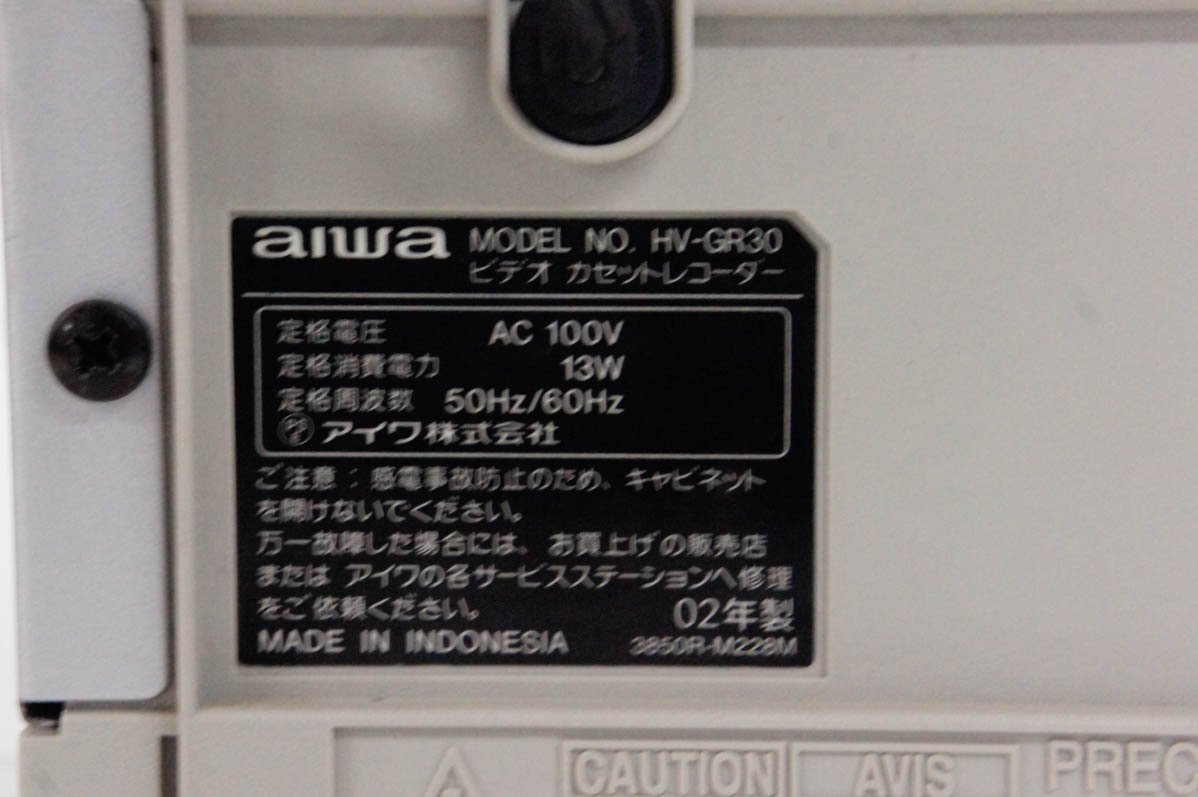 aiwa MODEL NO. HV-GR30
ビデオ カセットレコーダー
定格電圧 AC 100V
定格消費電力 13W
定格周波数 50Hz/60Hz
アイワ株式会社
ご注意：感電事故防止のため、キャビネット
を開けないでください。
万一故障した場合には、お買上げの販売店
または アイワの各サービスステーションへ修理
をご依頼ください。 02年製
MADE IN INDONESIA 3850R-M228M
CAUTION AVIS PREC